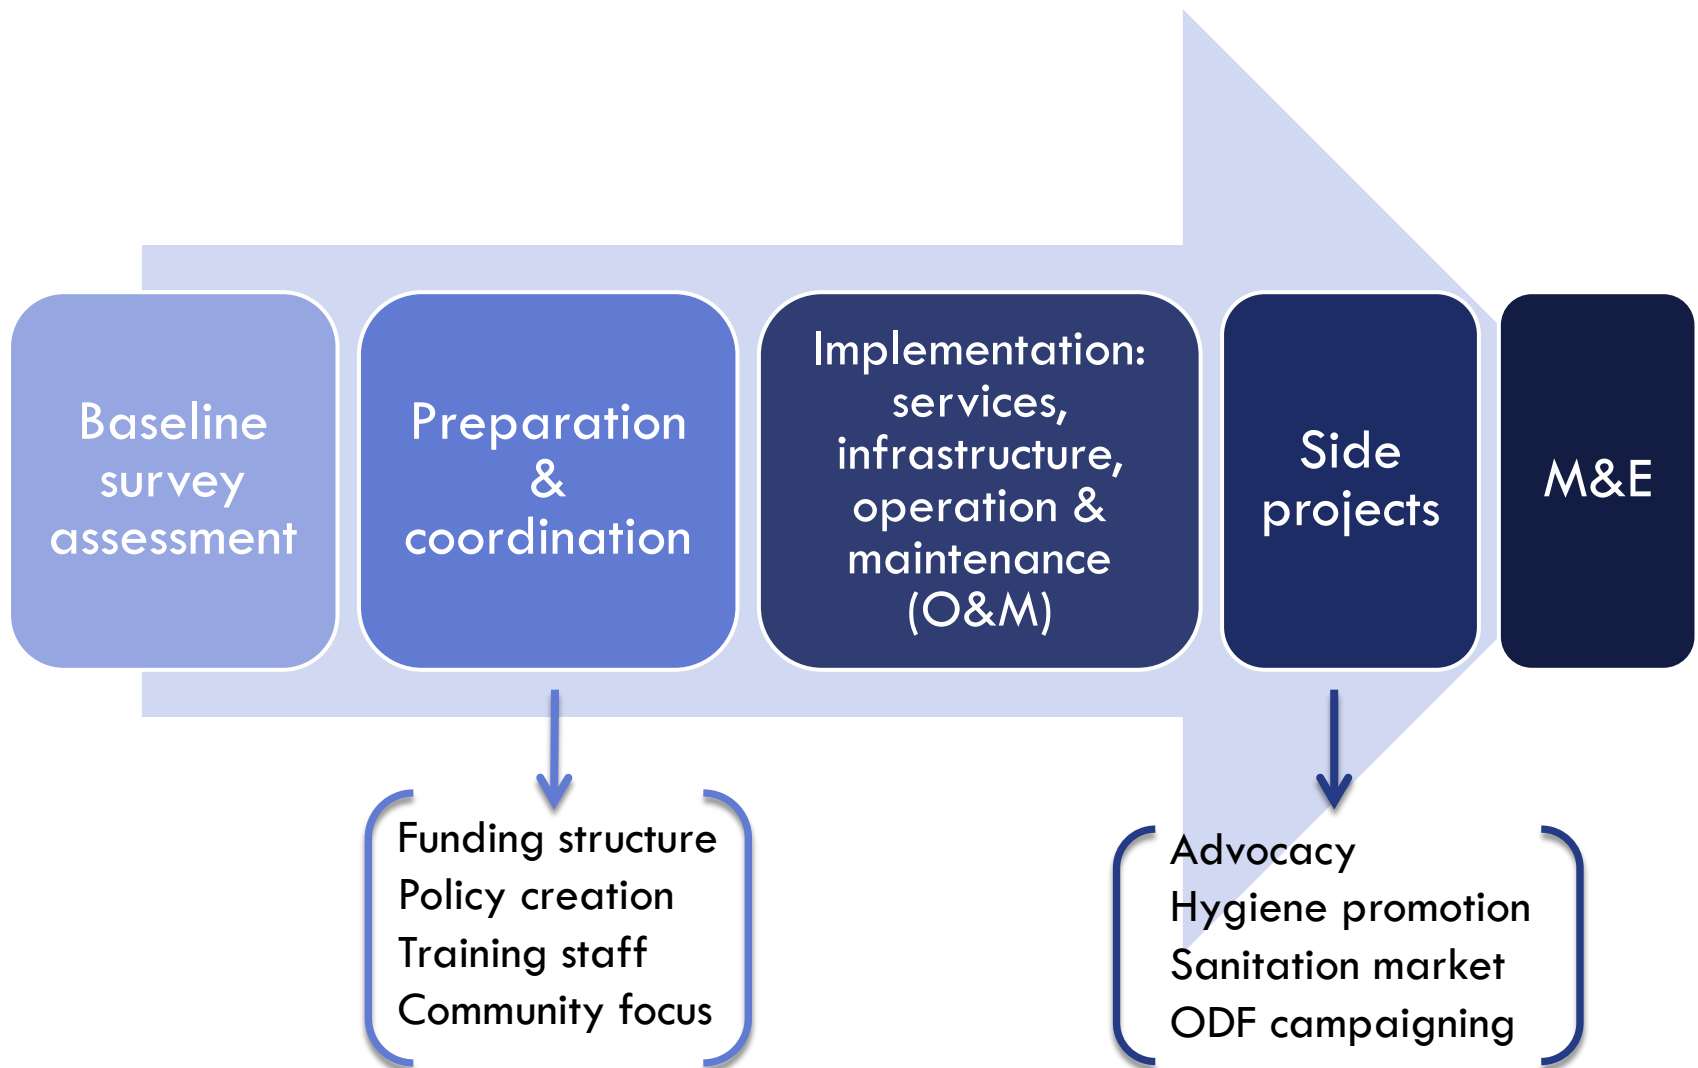 Baseline
survey
assessment
Preparation
&
coordination
Implementation:
services,
infrastructure,
operation &
maintenance
(O&M)
Side
projects
M&E
Funding structure
Policy creation
Training staff
Community focus
Advocacy
Hygiene promotion
Sanitation market
ODF campaigning